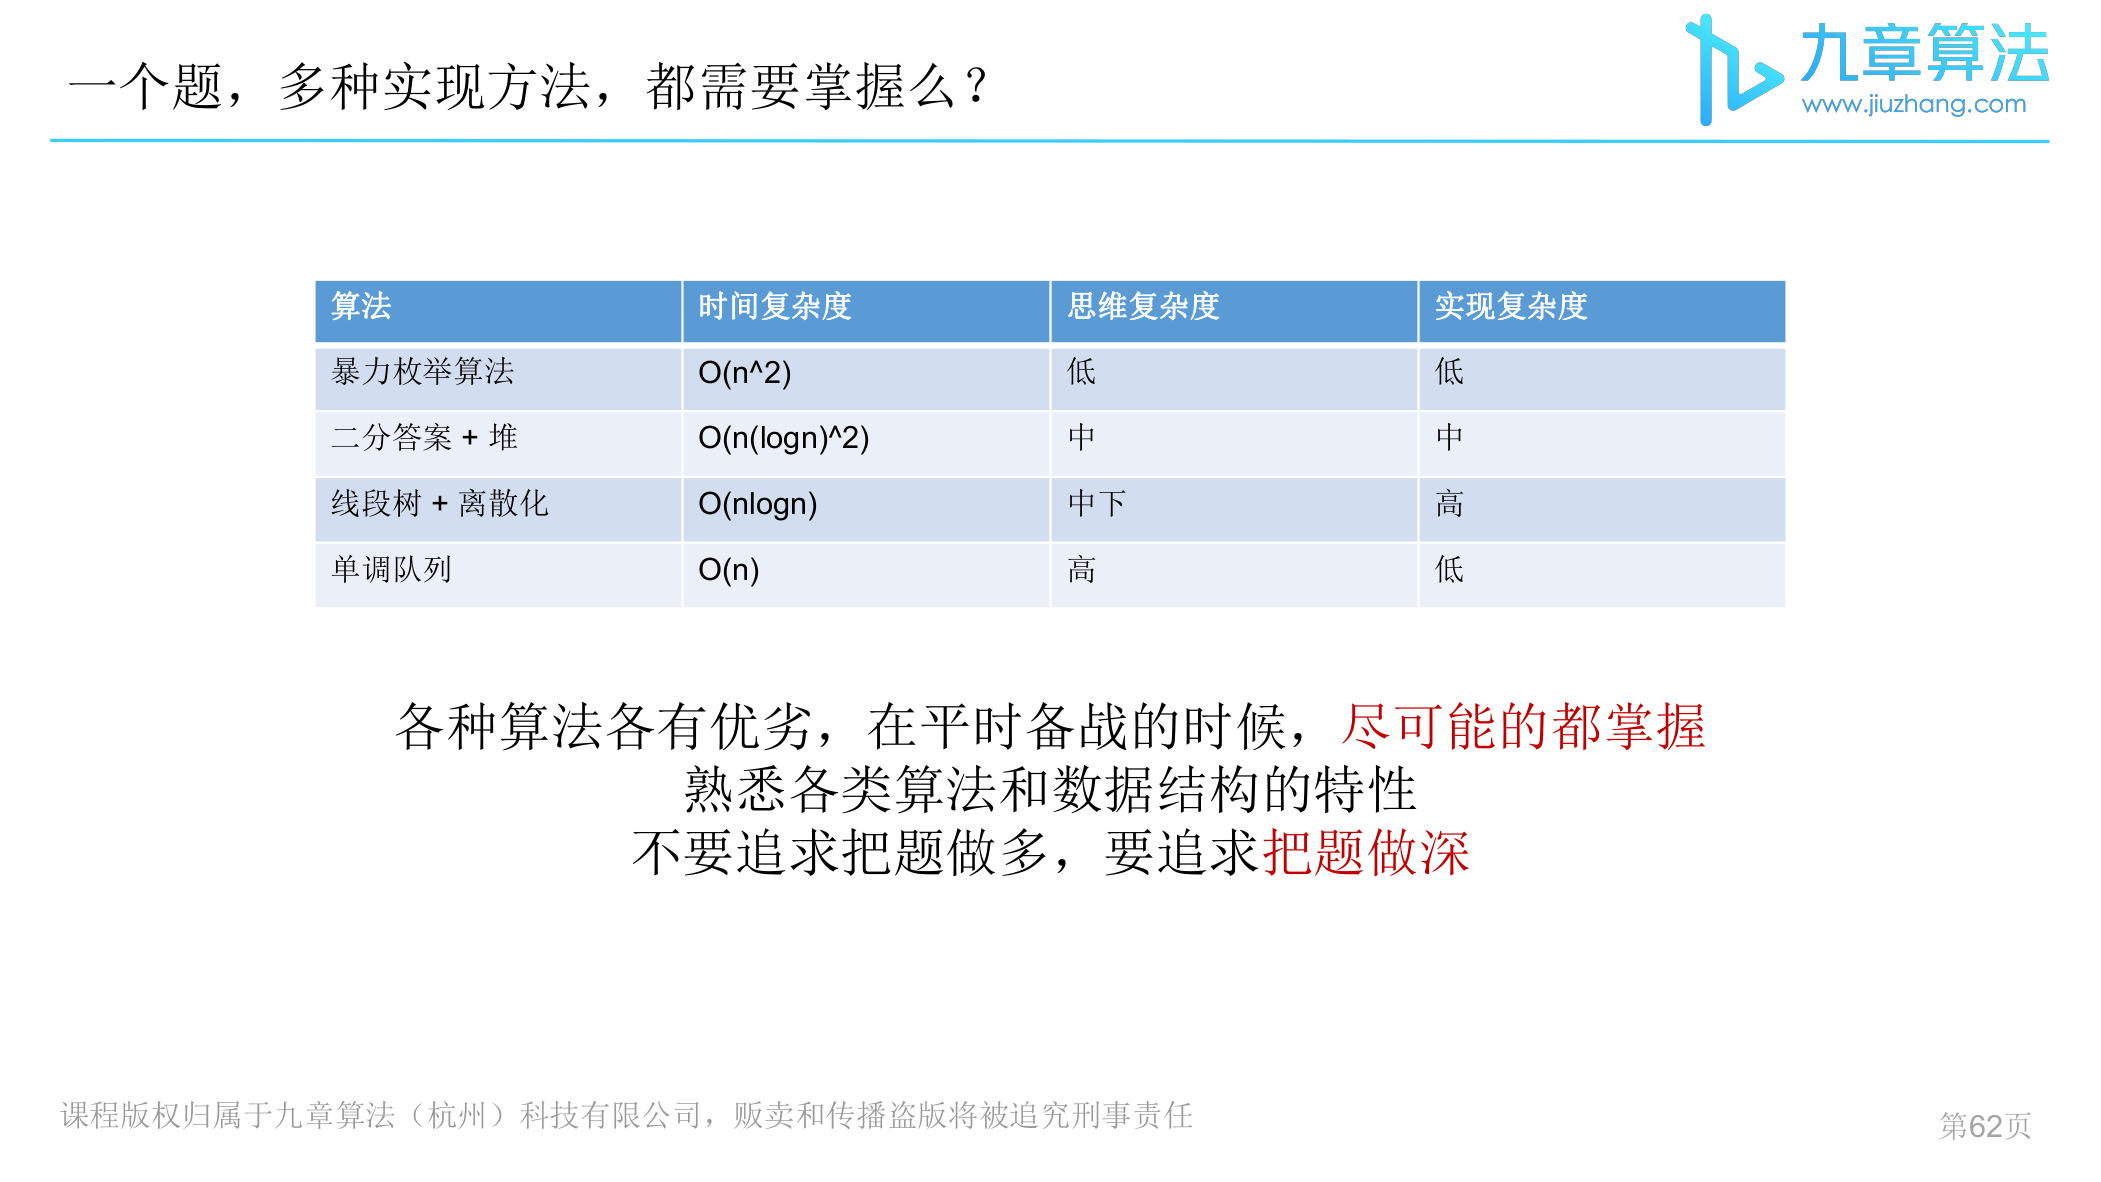 一个题，多种实现方法，都需要掌握么？
九章算法
www.jiuzhang.com
算法 时间复杂度 思维复杂度 实现复杂度
暴力枚举算法 O(n^2) 低 低
二分答案 + 堆 O(n(logn)^2) 中 中
线段树 + 离散化 O(nlogn) 中下 高
单调队列 O(n) 高 低
各种算法各有优劣，在平时备战的时候，尽可能的都掌握
熟悉各类算法和数据结构的特性
不要追求把题做多，要追求把题做深
课程版权归属于九章算法（杭州）科技有限公司，贩卖和传播盗版将被追究刑事责任
第62页